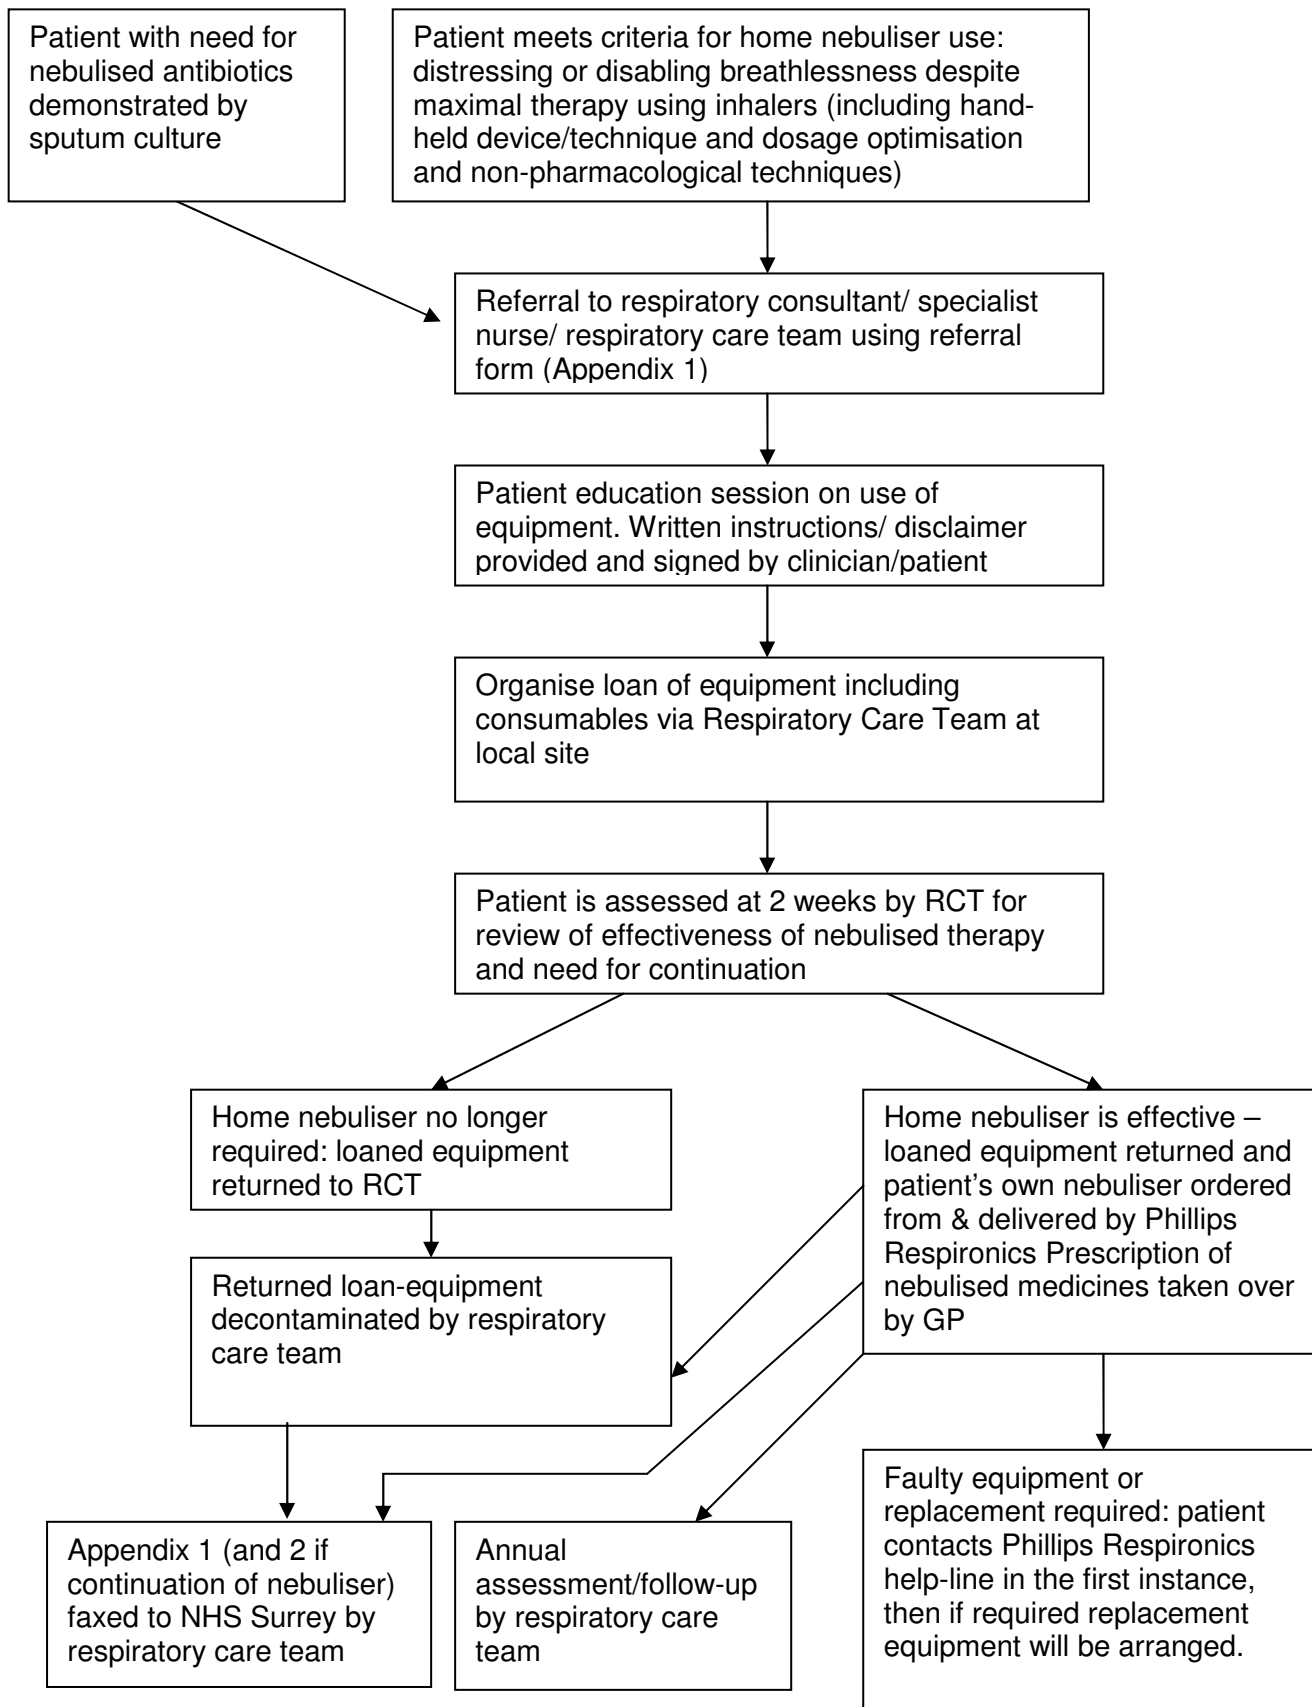 Patient with need for
nebulised antibiotics
demonstrated by
sputum culture
Patient meets criteria for home nebuliser use:
distressing or disabling breathlessness despite
maximal therapy using inhalers (including hand-
held device/technique and dosage optimisation
and non-pharmacological techniques)
Referral to respiratory consultant/ specialist
nurse/ respiratory care team using referral
form (Appendix 1)
Patient education session on use of
equipment. Written instructions/ disclaimer
provided and signed by clinician/patient
Organise loan of equipment including
consumables via Respiratory Care Team at
local site
Patient is assessed at 2 weeks by RCT for
review of effectiveness of nebulised therapy
and need for continuation
Home nebuliser no longer
required: loaned equipment
returned to RCT
Home nebuliser is effective –
loaned equipment returned and
patient’s own nebuliser ordered
from & delivered by Phillips
Respironics Prescription of
nebulised medicines taken over
by GP
Returned loan-equipment
decontaminated by respiratory
care team
Appendix 1 (and 2 if
continuation of nebuliser)
faxed to NHS Surrey by
respiratory care team
Annual
assessment/follow-up
by respiratory care
team
Faulty equipment or
replacement required: patient
contacts Phillips Respironics
help-line in the first instance,
then if required replacement
equipment will be arranged.